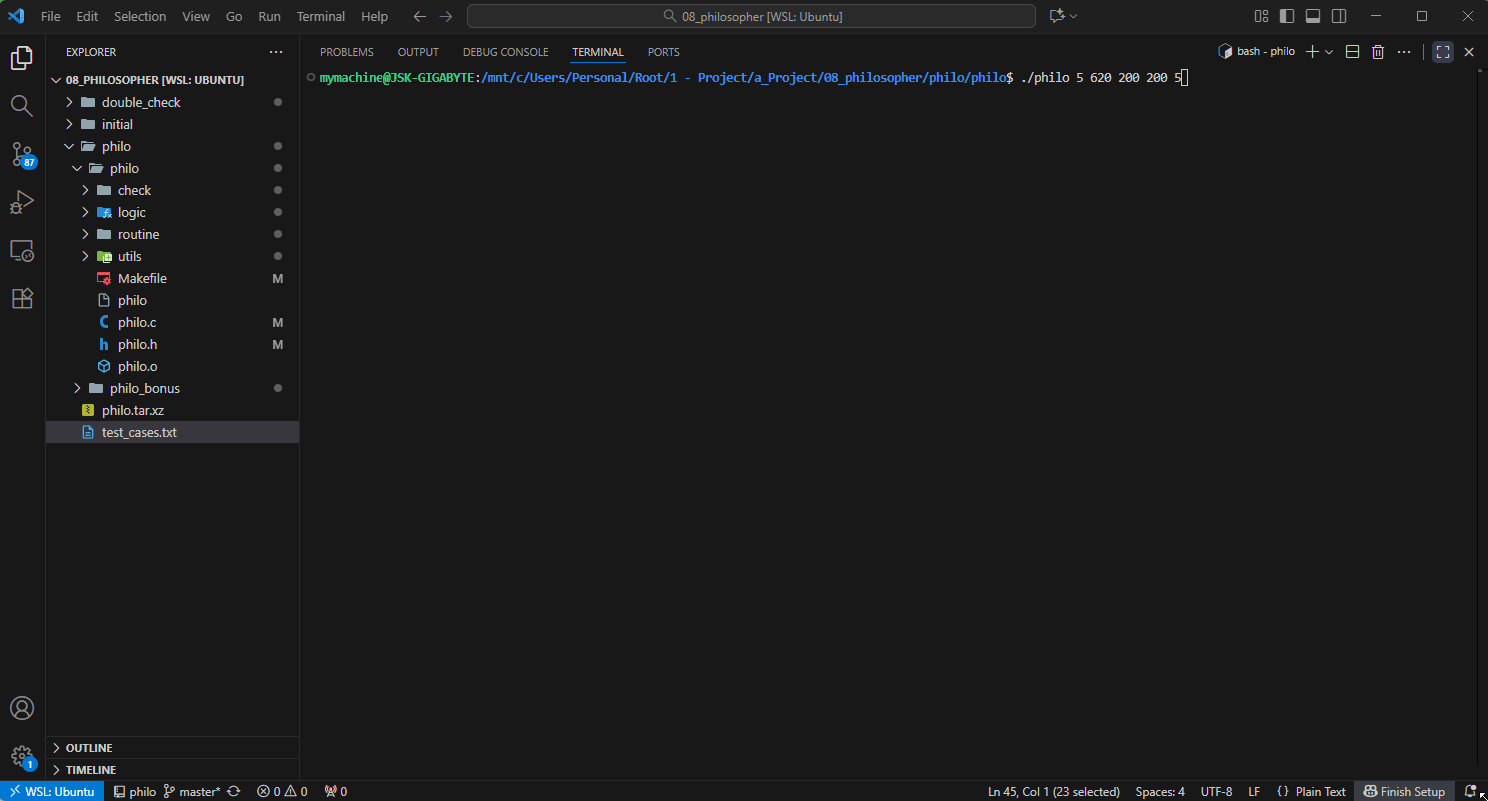 File Edit Selection View Go Run Terminal Help 08_philosopher [WSL: Ubuntu]
EXPLORER
PROBLEMS OUTPUT DEBUG CONSOLE TERMINAL PORTS bash - philo
08_PHILOSOPHER [WSL: UBUNTU]
mymachine@JSK-GIGABYTE:/mnt/c/Users/Personal/Root/1 - Project/a_Project/08_philosopher/philo/philo$ ./philo 5 620 200 200 5
double_check
initial
philo
87
philo
check
logic
routine
utils
Makefile M
philo
C philo.c M
h philo.h M
philo.o
philo_bonus
philo.tar.xz
test_cases.txt
OUTLINE
1
TIMELINE
WSL: Ubuntu philo master* 0 0 0 Ln 45, Col 1 (23 selected) Spaces: 4 UTF-8 LF {} Plain Text Finish Setup